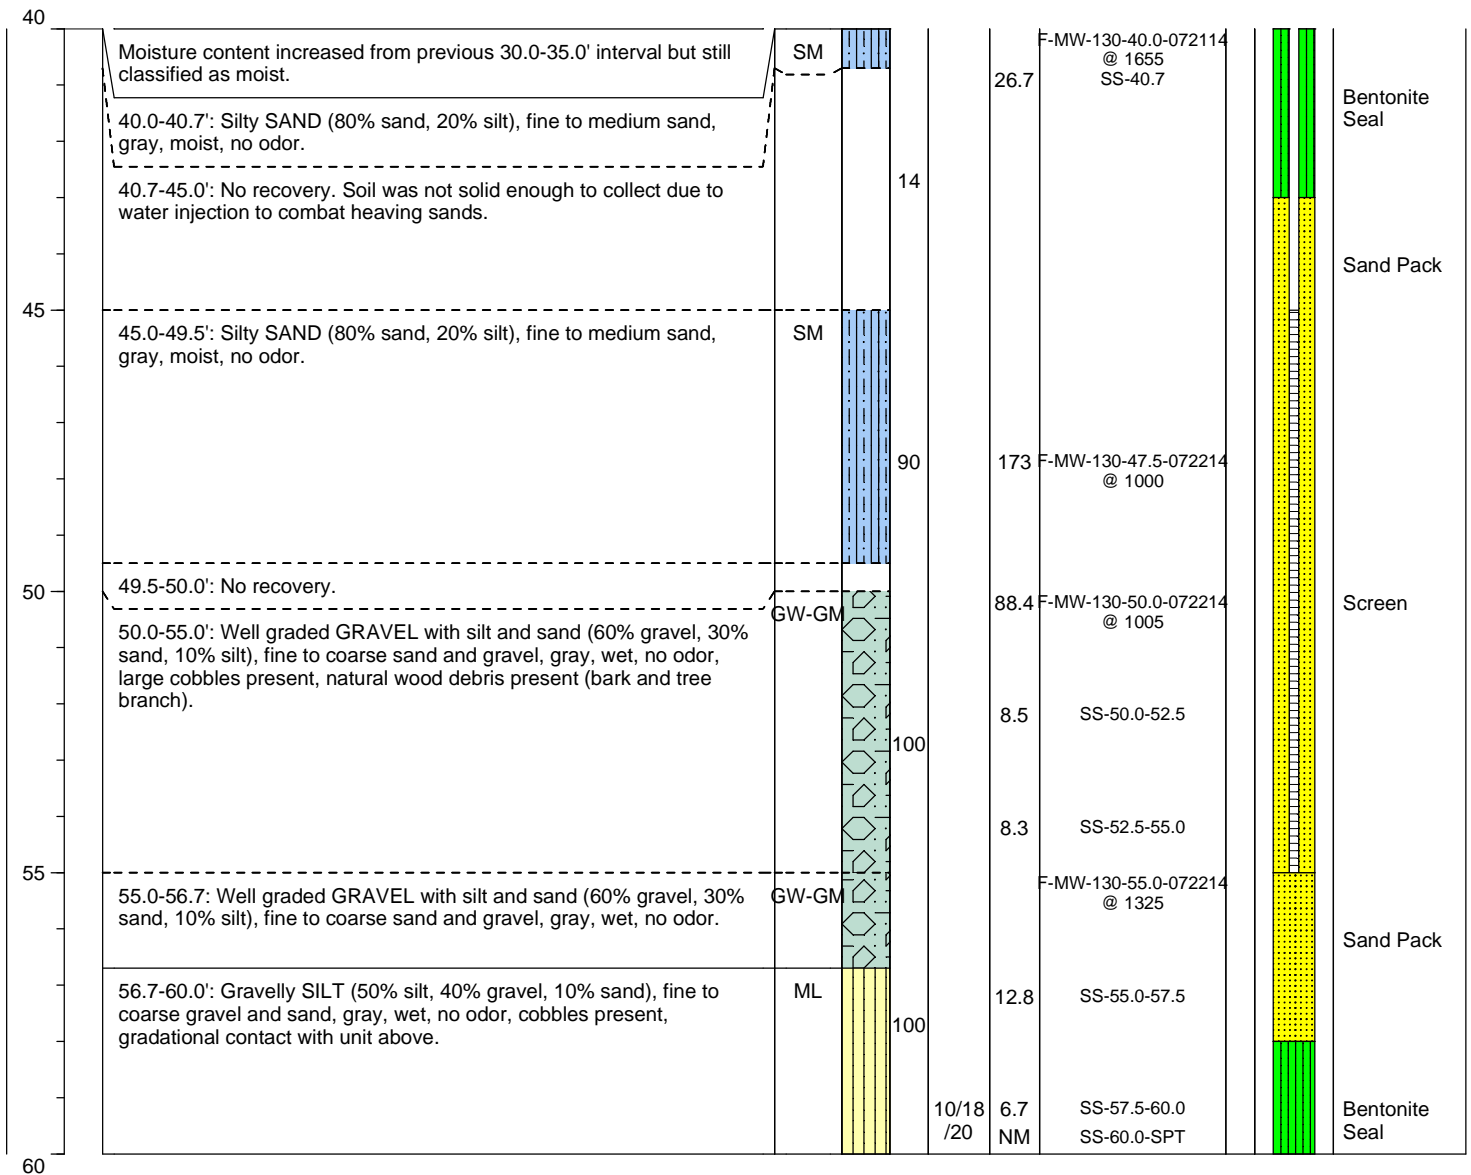 40
Moisture content increased from previous 30.0-35.0' interval but still
classified as moist.
SM
26.7
F-MW-130-40.0-072114
@ 1655
SS-40.7
Bentonite
Seal
40.0-40.7': Silty SAND (80% sand, 20% silt), fine to medium sand,
gray, moist, no odor.
40.7-45.0': No recovery. Soil was not solid enough to collect due to
water injection to combat heaving sands.
14
Sand Pack
45
45.0-49.5': Silty SAND (80% sand, 20% silt), fine to medium sand,
gray, moist, no odor.
SM
90
173
F-MW-130-47.5-072214
@ 1000
49.5-50.0': No recovery.
50
GW-GM
88.4
F-MW-130-50.0-072214
@ 1005
Screen
50.0-55.0': Well graded GRAVEL with silt and sand (60% gravel, 30%
sand, 10% silt), fine to coarse sand and gravel, gray, wet, no odor,
large cobbles present, natural wood debris present (bark and tree
branch).
8.5
SS-50.0-52.5
100
8.3
SS-52.5-55.0
55
F-MW-130-55.0-072214
@ 1325
55.0-56.7: Well graded GRAVEL with silt and sand (60% gravel, 30%
sand, 10% silt), fine to coarse sand and gravel, gray, wet, no odor.
GW-GM
Sand Pack
56.7-60.0': Gravelly SILT (50% silt, 40% gravel, 10% sand), fine to
coarse gravel and sand, gray, wet, no odor, cobbles present,
gradational contact with unit above.
ML
100
12.8
SS-55.0-57.5
10/18
/20
6.7
SS-57.5-60.0
NM
SS-60.0-SPT
Bentonite
Seal
60